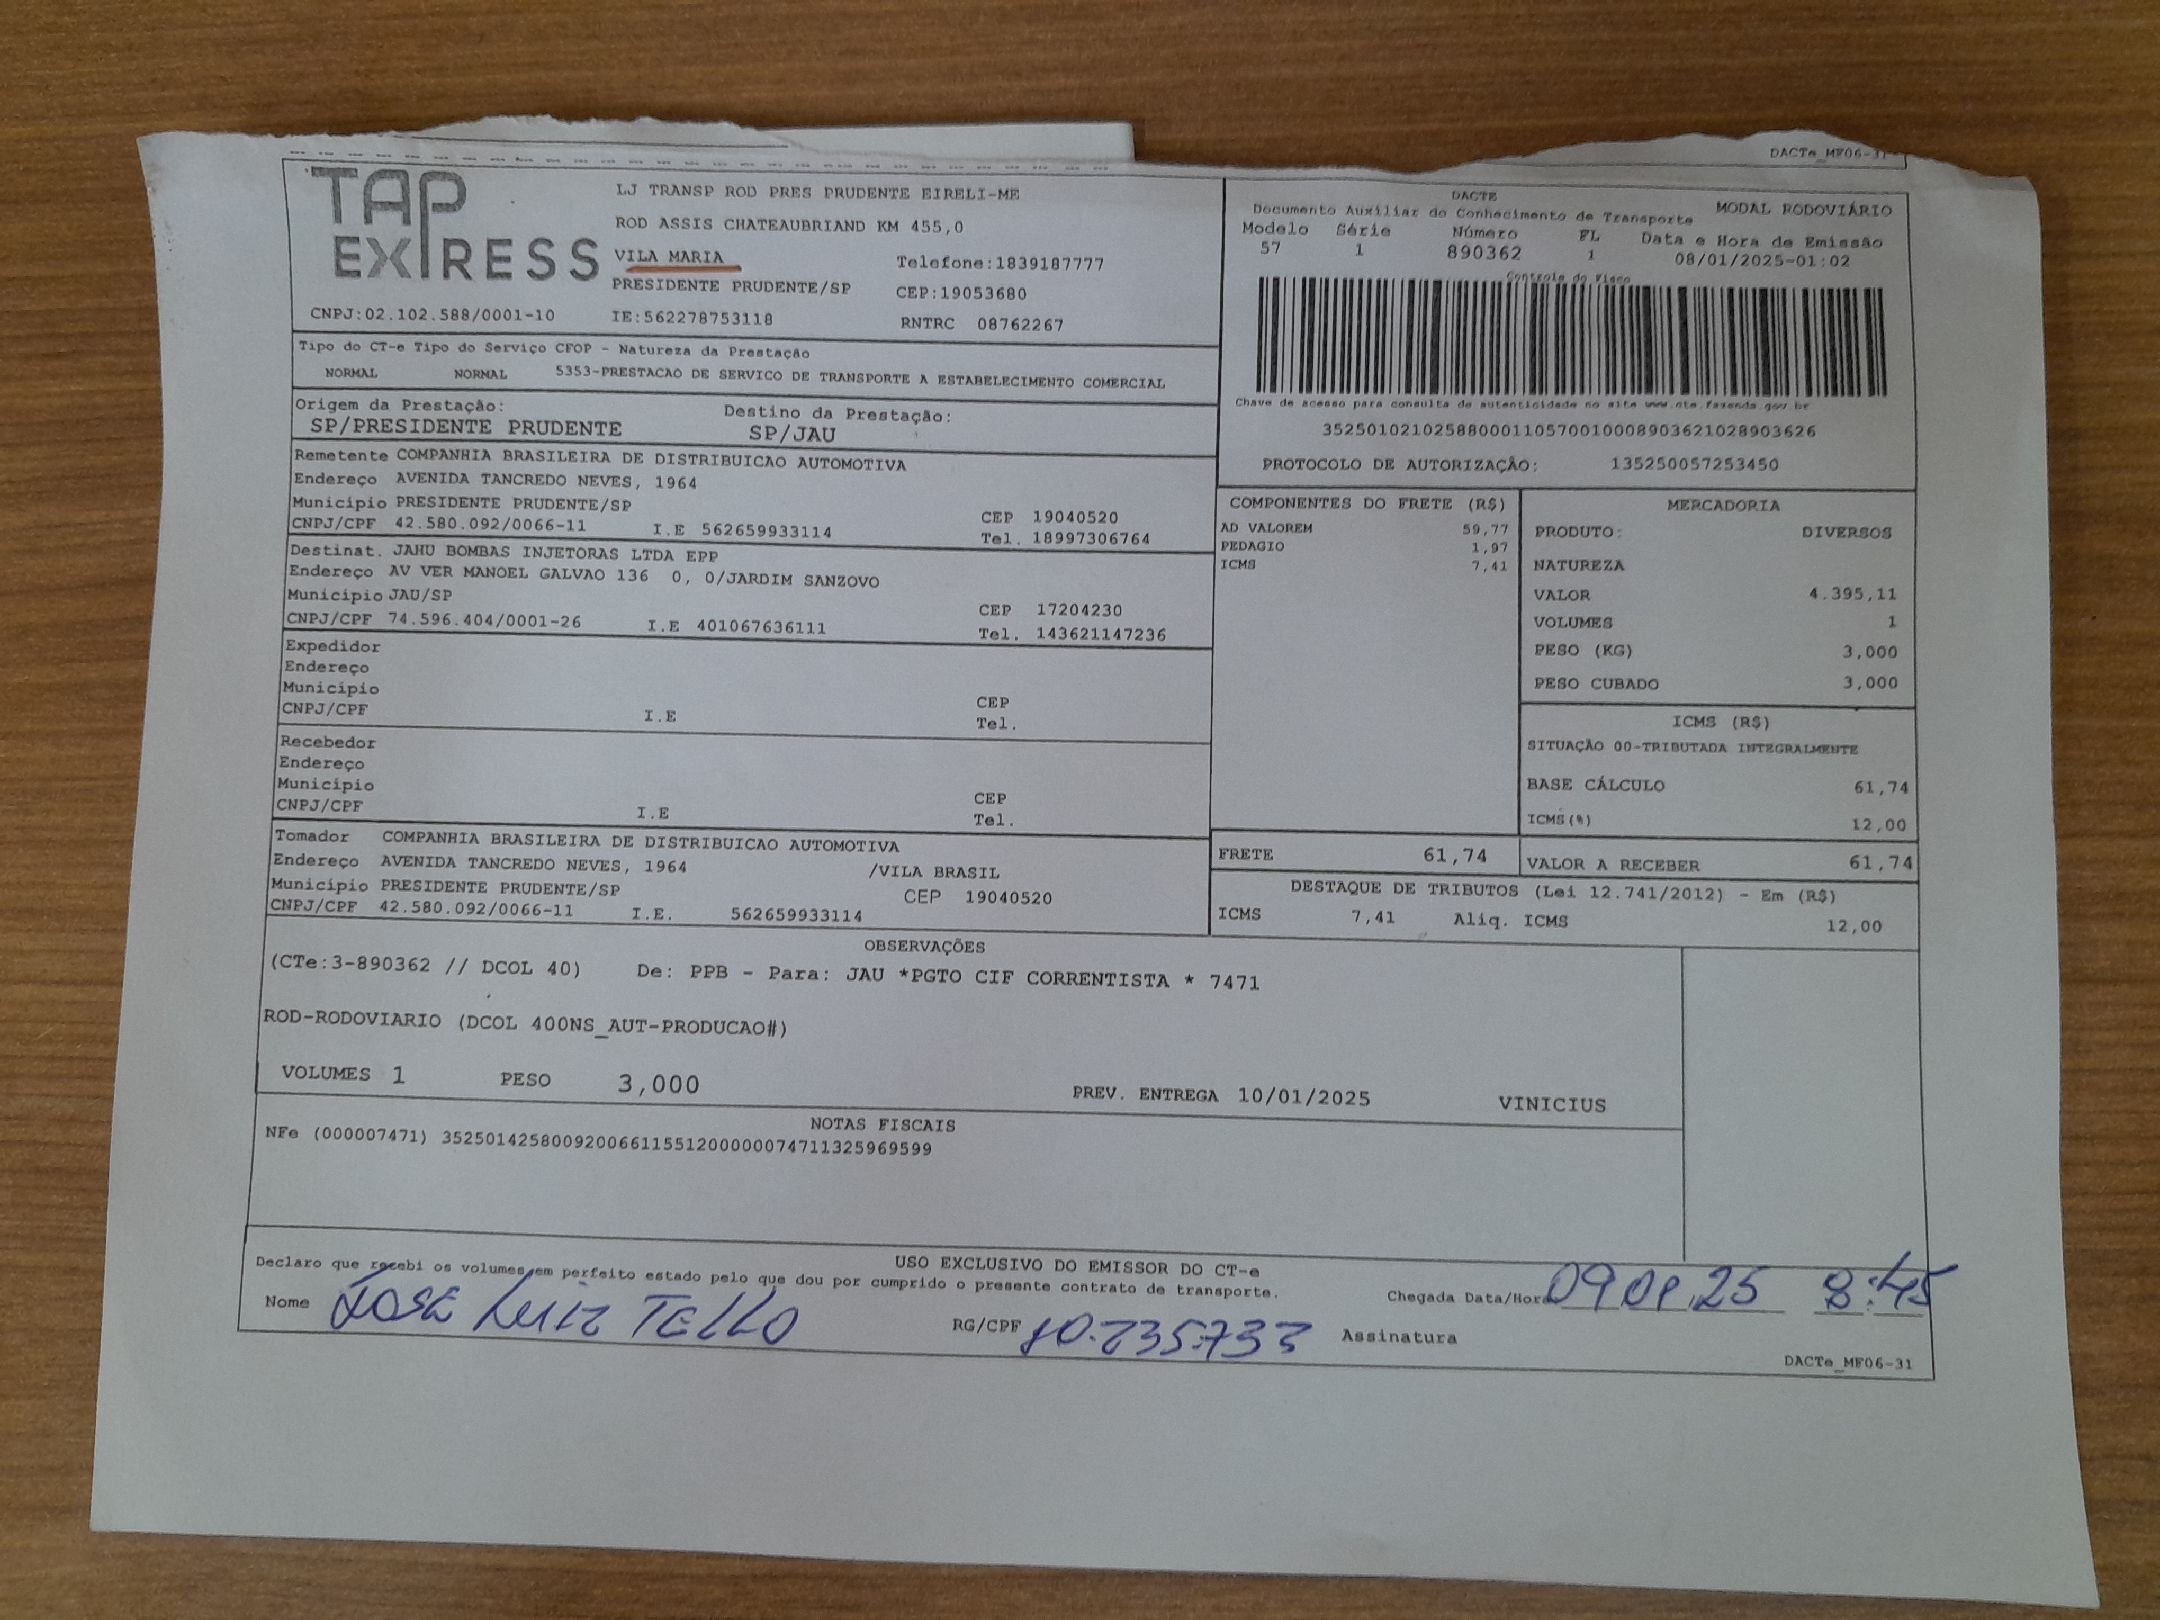 DACTe_MF06-31
TAP EXPRESS
LJ TRANSP ROD PRES PRUDENTE EIRELI-ME
ROD ASSIS CHATEAUBRIAND KM 455,0
VILA MARIA Telefone:1839187777
PRESIDENTE PRUDENTE/SP CEP:19053680
CNPJ:02.102.588/0001-10 IE:562278753118 RNTRC 08762267
DACTE
Documento Auxiliar do Conhecimento de Transporte MODAL RODOVIÁRIO
Modelo Série Número FL Data e Hora de Emissão
57 1 890362 1 08/01/2025-01:02
Controle do Fisco
Chave de acesso para consulta de autenticidade no site www.cte.fazenda.gov.br
35250102102588000110570010008903621028903626
PROTOCOLO DE AUTORIZAÇÃO: 135250057253450
Tipo do CT-e Tipo do Serviço CFOP - Natureza da Prestação
NORMAL NORMAL 5353-PRESTACAO DE SERVICO DE TRANSPORTE A ESTABELECIMENTO COMERCIAL
Origem da Prestação: Destino da Prestação:
SP/PRESIDENTE PRUDENTE SP/JAU
Remetente COMPANHIA BRASILEIRA DE DISTRIBUICAO AUTOMOTIVA
Endereço AVENIDA TANCREDO NEVES, 1964
Município PRESIDENTE PRUDENTE/SP CEP 19040520
CNPJ/CPF 42.580.092/0066-11 I.E 562659933114 Tel. 18997306764
Destinat. JAHU BOMBAS INJETORAS LTDA EPP
Endereço AV VER MANOEL GALVAO 136 0, 0/JARDIM SANZOVO
Município JAU/SP CEP 17204230
CNPJ/CPF 74.596.404/0001-26 I.E 401067636111 Tel. 143621147236
Expedidor
Endereço
Município CEP
CNPJ/CPF I.E Tel.
Recebedor
Endereço
Município CEP
CNPJ/CPF I.E Tel.
Tomador COMPANHIA BRASILEIRA DE DISTRIBUICAO AUTOMOTIVA
Endereço AVENIDA TANCREDO NEVES, 1964 /VILA BRASIL
Município PRESIDENTE PRUDENTE/SP CEP 19040520
CNPJ/CPF 42.580.092/0066-11 I.E. 562659933114
COMPONENTES DO FRETE (R$)
AD VALOREM 59,77
PEDAGIO 1,97
ICMS 7,41
MERCADORIA
PRODUTO: DIVERSOS
NATUREZA
VALOR 4.395,11
VOLUMES 1
PESO (KG) 3,000
PESO CUBADO 3,000
ICMS (R$)
SITUAÇÃO 00-TRIBUTADA INTEGRALMENTE
BASE CÁLCULO 61,74
ICMS(%) 12,00
FRETE 61,74 VALOR A RECEBER 61,74
DESTAQUE DE TRIBUTOS (Lei 12.741/2012) - Em (R$)
ICMS 7,41 Aliq. ICMS 12,00
OBSERVAÇÕES
(CTe:3-890362 // DCOL 40) De: PPB - Para: JAU *PGTO CIF CORRENTISTA * 7471
ROD-RODOVIARIO (DCOL 400NS_AUT-PRODUCAO#)
VOLUMES 1 PESO 3,000 PREV. ENTREGA 10/01/2025 VINICIUS
NOTAS FISCAIS
NFe (000007471) 35250142580092006611551200000074711325969599
USO EXCLUSIVO DO EMISSOR DO CT-e
Declaro que recebi os volumes em perfeito estado pelo que dou por cumprido o presente contrato de transporte.
Chegada Data/Hora 09 01 25 8:45
Nome JOSE LUIZ TELLO RG/CPF 10.235.733 Assinatura
DACTe_MF06-31